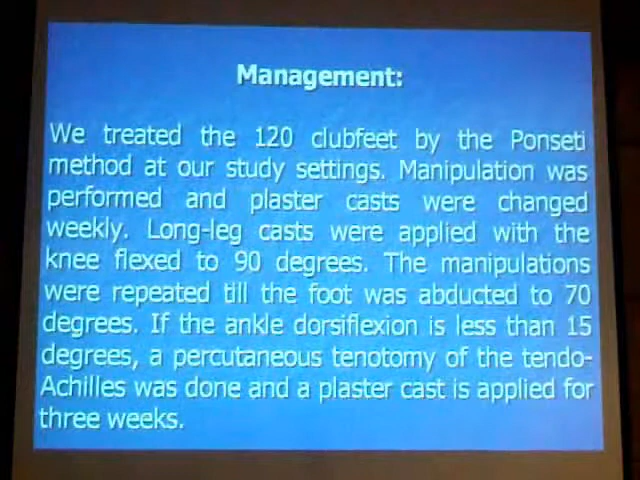 Management:
We treated the 120 clubfeet by the Ponseti
method at our study settings. Manipulation was
performed and plaster casts were changed
weekly. Long-leg casts were applied with the
knee flexed to 90 degrees. The manipulations
were repeated till the foot was abducted to 70
degrees. If the ankle dorsiflexion is less than 15
degrees, a percutaneous tenotomy of the tendo-
Achilles was done and a plaster cast is applied for
three weeks.